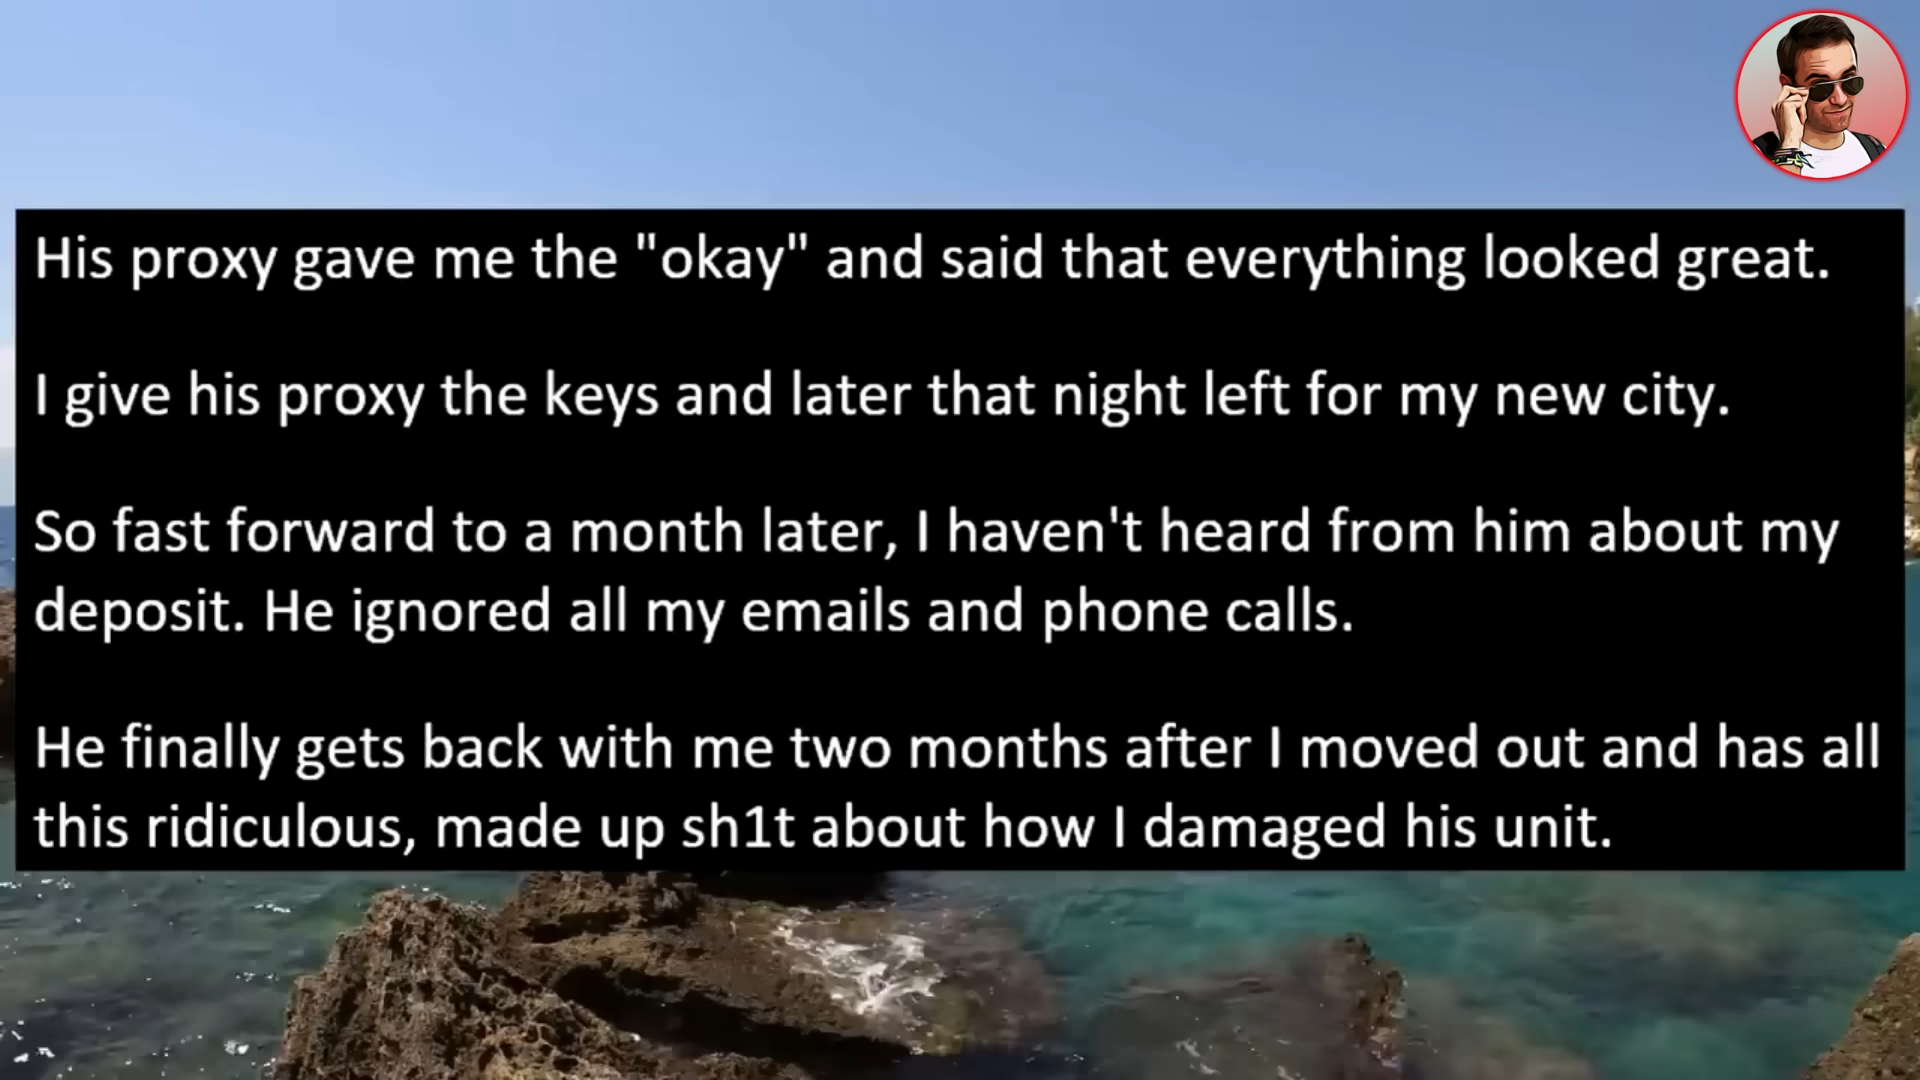 His proxy gave me the "okay" and said that everything looked great.
I give his proxy the keys and later that night left for my new city.
So fast forward to a month later, I haven't heard from him about my
deposit. He ignored all my emails and phone calls.
He finally gets back with me two months after I moved out and has all
this ridiculous, made up sh1t about how I damaged his unit.